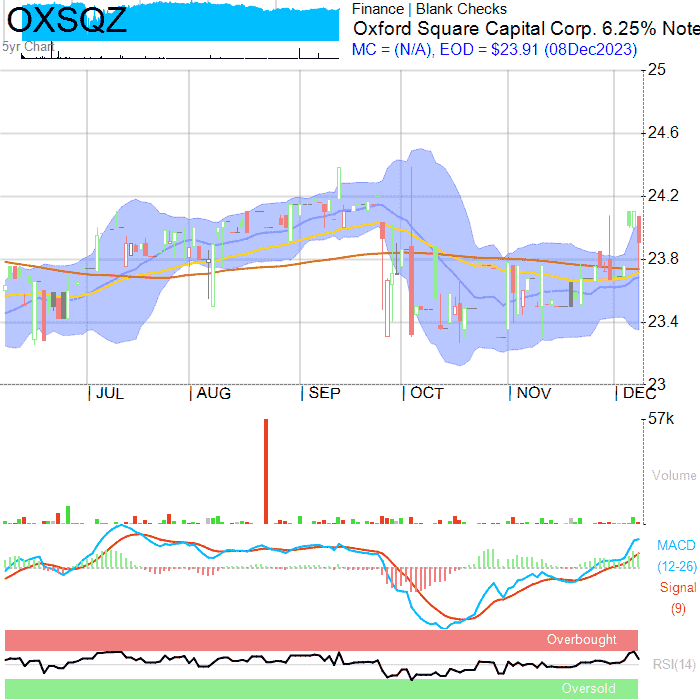 OXSQZ
5yr Chart
Finance | Blank Checks
Oxford Square Capital Corp. 6.25% Note
MC = (N/A), EOD = $23.91 (08Dec2023)
25
24.6
24.2
23.8
23.4
23
JUL AUG SEP OCT NOV DEC
57k
Volume
MACD
(12-26)
Signal
(9)
Overbought
RSI(14)
Oversold